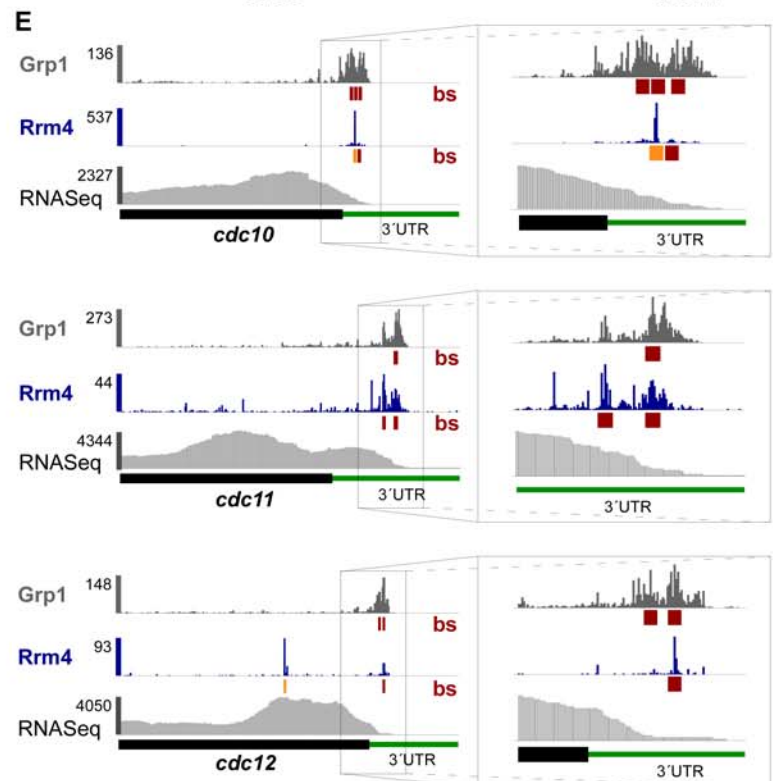 E
Grp1 136
bs
Rrm4 537
bs
RNASeq 2327
cdc10 3´UTR
3´UTR
Grp1 273
bs
Rrm4 44
bs
RNASeq 4344
cdc11 3´UTR
3´UTR
Grp1 148
bs
Rrm4 93
bs
RNASeq 4050
cdc12 3´UTR
3´UTR